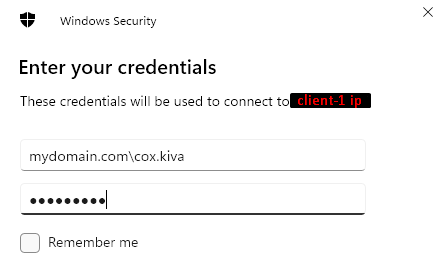 Windows Security
Enter your credentials
These credentials will be used to connect to client-1 ip
mydomain.com\cox.kiva
●●●●●●●●●
Remember me